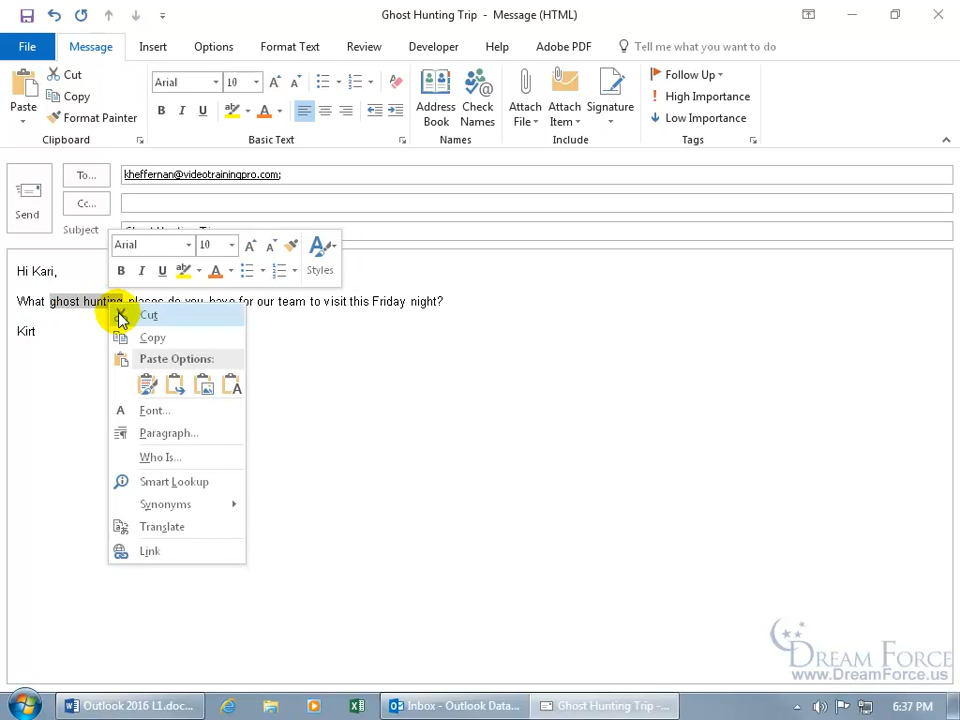 Ghost Hunting Trip - Message (HTML)
File Message Insert Options Format Text Review Developer Help Adobe PDF Tell me what you want to do
Paste
Cut
Copy
Format Painter
Clipboard
Arial 10
B I U
Basic Text
Address Book
Check Names
Names
Attach File
Attach Item
Signature
Include
Follow Up
High Importance
Low Importance
Tags
Send
To... kheffernan@videotrainingpro.com;
Cc...
Subject Ghost Hunting Trip
Arial 10
B I U
Styles
Hi Kari,
What ghost hunting places do you have for our team to visit this Friday night?
Kirt
Cut
Copy
Paste Options:
Font...
Paragraph...
Who Is...
Smart Lookup
Synonyms
Translate
Link
DREAM FORCE
www.DreamForce.us
Outlook 2016 L1.doc...
Inbox - Outlook Data...
Ghost Hunting Trip -...
6:37 PM